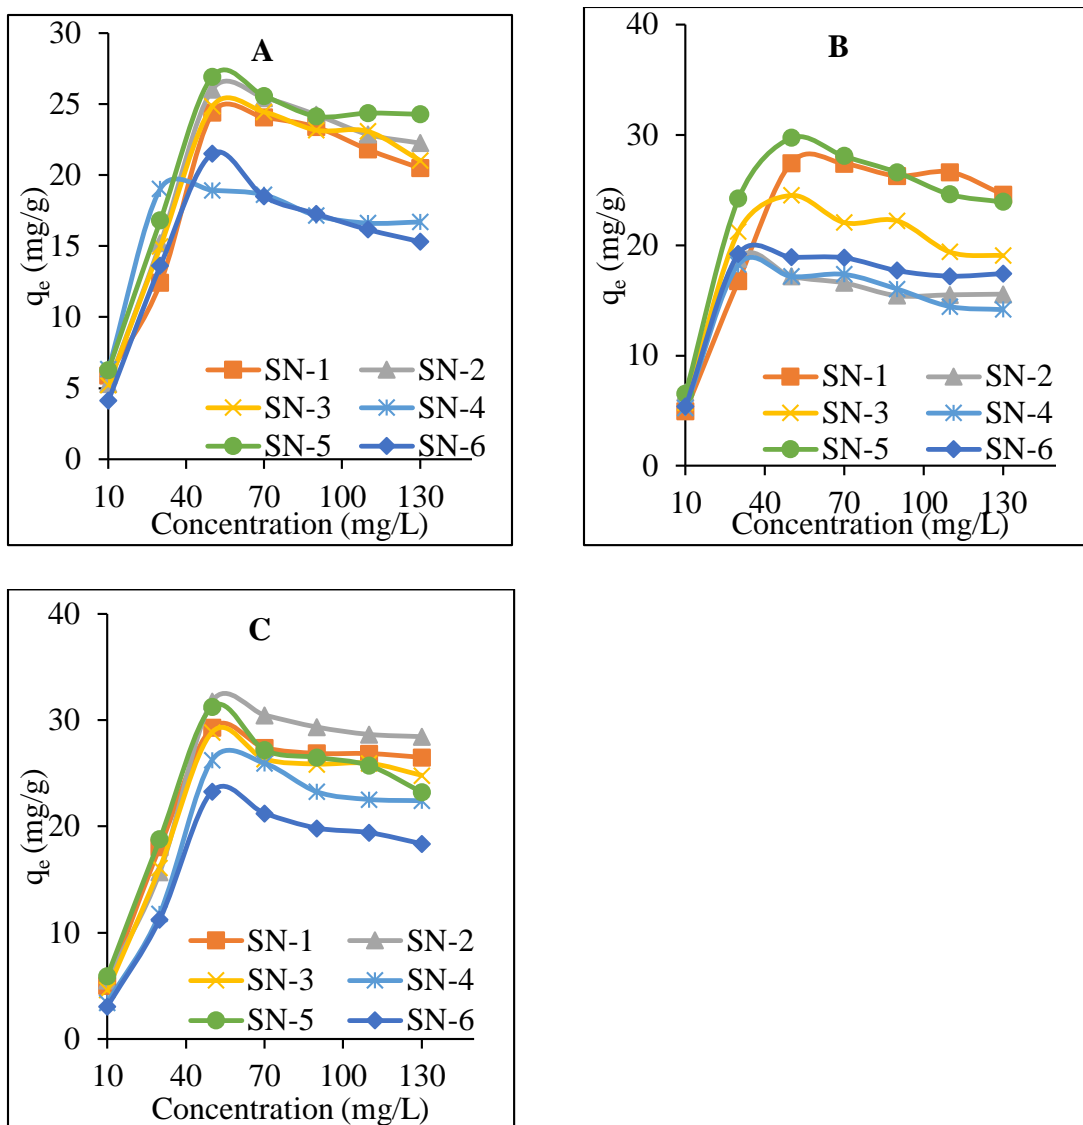 A
30
25
20
15
10
5
0
qe (mg/g)
SN-1 SN-2
SN-3 SN-4
SN-5 SN-6
10 40 70 100 130
Concentration (mg/L)
B
40
30
20
10
0
qe (mg/g)
SN-1 SN-2
SN-3 SN-4
SN-5 SN-6
10 40 70 100 130
Concentration (mg/L)
C
40
30
20
10
0
qe (mg/g)
SN-1 SN-2
SN-3 SN-4
SN-5 SN-6
10 40 70 100 130
Concentration (mg/L)